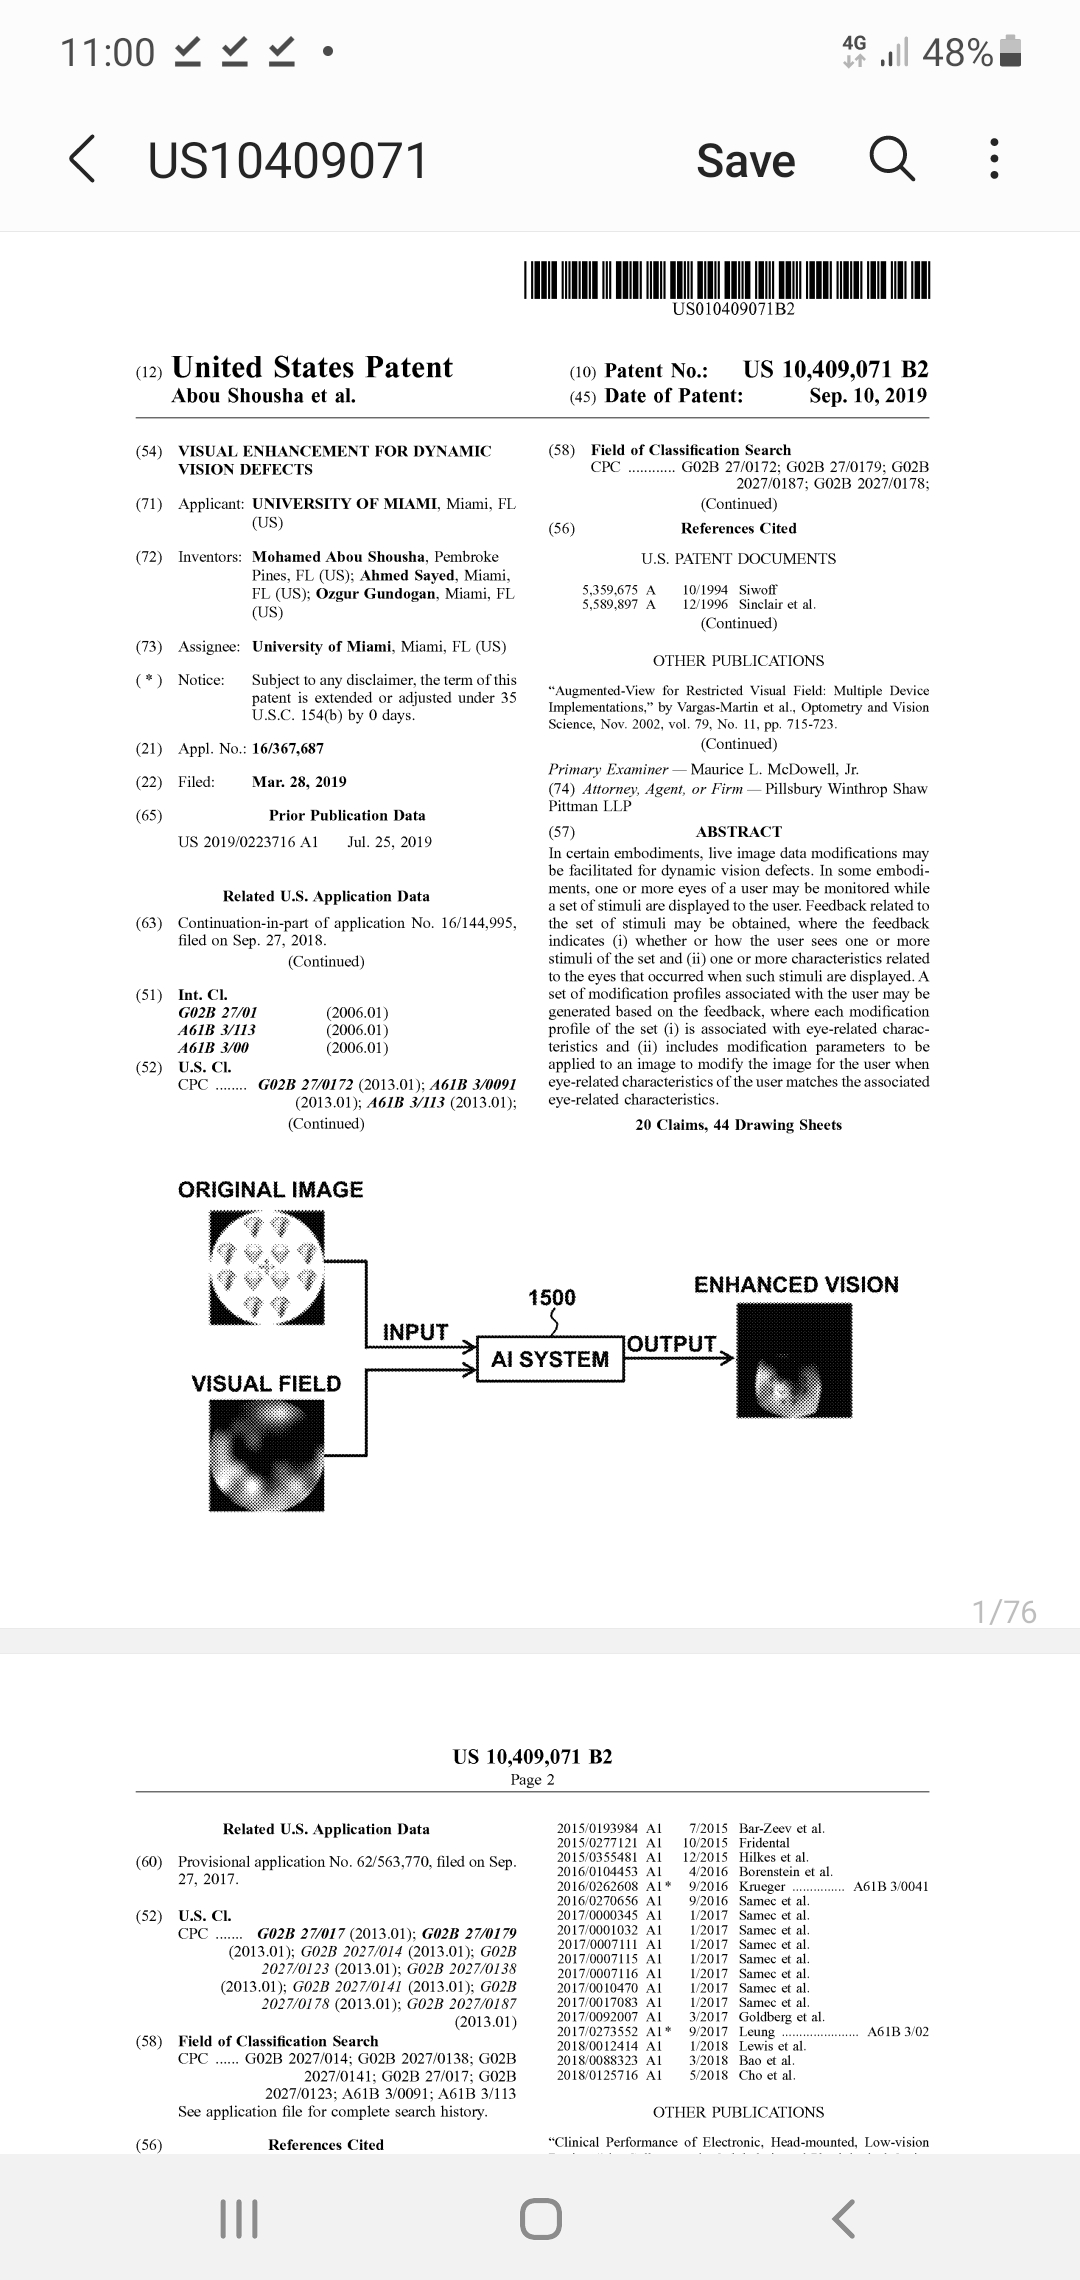 11:00
4G
48%
US10409071
Save
US010409071B2
(12) United States Patent
Abou Shousha et al.
(10) Patent No.: US 10,409,071 B2
(45) Date of Patent: Sep. 10, 2019
(54) VISUAL ENHANCEMENT FOR DYNAMIC
VISION DEFECTS
(71) Applicant: UNIVERSITY OF MIAMI, Miami, FL
(US)
(72) Inventors: Mohamed Abou Shousha, Pembroke
Pines, FL (US); Ahmed Sayed, Miami,
FL (US); Ozgur Gundogan, Miami, FL
(US)
(73) Assignee: University of Miami, Miami, FL (US)
( * ) Notice: Subject to any disclaimer, the term of this
patent is extended or adjusted under 35
U.S.C. 154(b) by 0 days.
(21) Appl. No.: 16/367,687
(22) Filed: Mar. 28, 2019
(65) Prior Publication Data
US 2019/0223716 A1 Jul. 25, 2019
Related U.S. Application Data
(63) Continuation-in-part of application No. 16/144,995,
filed on Sep. 27, 2018.
(Continued)
(51) Int. Cl.
G02B 27/01 (2006.01)
A61B 3/113 (2006.01)
A61B 3/00 (2006.01)
(52) U.S. Cl.
CPC ........ G02B 27/0172 (2013.01); A61B 3/0091
(2013.01); A61B 3/113 (2013.01);
(Continued)
(58) Field of Classification Search
CPC ............ G02B 27/0172; G02B 27/0179; G02B
2027/0187; G02B 2027/0178;
(Continued)
(56) References Cited
U.S. PATENT DOCUMENTS
5,359,675 A 10/1994 Siwoff
5,589,897 A 12/1996 Sinclair et al.
(Continued)
OTHER PUBLICATIONS
“Augmented-View for Restricted Visual Field: Multiple Device
Implementations,” by Vargas-Martin et al., Optometry and Vision
Science, Nov. 2002, vol. 79, No. 11, pp. 715-723.
(Continued)
Primary Examiner — Maurice L. McDowell, Jr.
(74) Attorney, Agent, or Firm — Pillsbury Winthrop Shaw
Pittman LLP
(57) ABSTRACT
In certain embodiments, live image data modifications may
be facilitated for dynamic vision defects. In some embodi-
ments, one or more eyes of a user may be monitored while
a set of stimuli are displayed to the user. Feedback related to
the set of stimuli may be obtained, where the feedback
indicates (i) whether or how the user sees one or more
stimuli of the set and (ii) one or more characteristics related
to the eyes that occurred when such stimuli are displayed. A
set of modification profiles associated with the user may be
generated based on the feedback, where each modification
profile of the set (i) is associated with eye-related charac-
teristics and (ii) includes modification parameters to be
applied to an image to modify the image for the user when
eye-related characteristics of the user matches the associated
eye-related characteristics.
20 Claims, 44 Drawing Sheets
ORIGINAL IMAGE
VISUAL FIELD
INPUT
1500
AI SYSTEM
OUTPUT
ENHANCED VISION
1/76
US 10,409,071 B2
Page 2
Related U.S. Application Data
(60) Provisional application No. 62/563,770, filed on Sep.
27, 2017.
(52) U.S. Cl.
CPC ....... G02B 27/017 (2013.01); G02B 27/0179
(2013.01); G02B 2027/014 (2013.01); G02B
2027/0123 (2013.01); G02B 2027/0138
(2013.01); G02B 2027/0141 (2013.01); G02B
2027/0178 (2013.01); G02B 2027/0187
(2013.01)
(58) Field of Classification Search
CPC ...... G02B 2027/014; G02B 2027/0138; G02B
2027/0141; G02B 27/017; G02B
2027/0123; A61B 3/0091; A61B 3/113
See application file for complete search history.
(56) References Cited
2015/0193984 A1 7/2015 Bar-Zeev et al.
2015/0277121 A1 10/2015 Fridental
2015/0355481 A1 12/2015 Hilkes et al.
2016/0104453 A1 4/2016 Borenstein et al.
2016/0262608 A1* 9/2016 Krueger .............. A61B 3/0041
2016/0270656 A1 9/2016 Samec et al.
2017/0000345 A1 1/2017 Samec et al.
2017/0001032 A1 1/2017 Samec et al.
2017/0007111 A1 1/2017 Samec et al.
2017/0007115 A1 1/2017 Samec et al.
2017/0007116 A1 1/2017 Samec et al.
2017/0010470 A1 1/2017 Samec et al.
2017/0017083 A1 1/2017 Samec et al.
2017/0092007 A1 3/2017 Goldberg et al.
2017/0273552 A1* 9/2017 Leung ..................... A61B 3/02
2018/0012414 A1 1/2018 Lewis et al.
2018/0088323 A1 3/2018 Bao et al.
2018/0125716 A1 5/2018 Cho et al.
OTHER PUBLICATIONS
“Clinical Performance of Electronic, Head-mounted, Low-vision